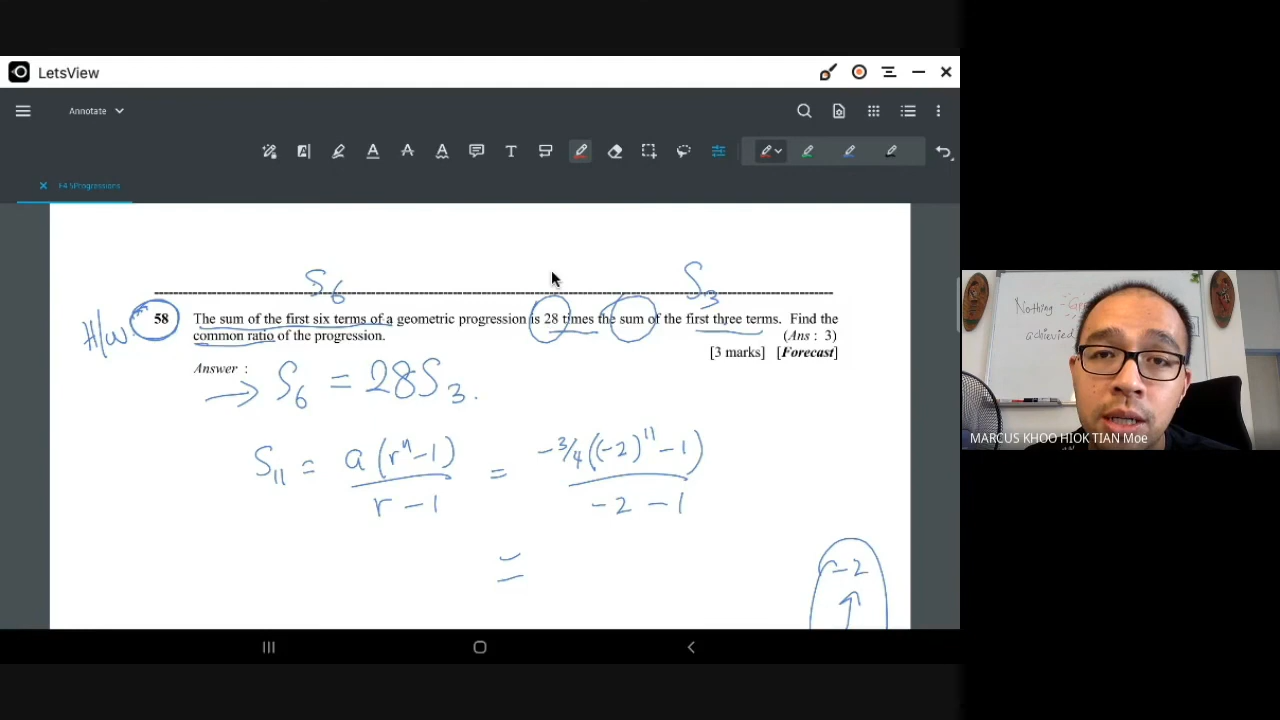 LetsView
Annotate
F4 5Progressions
S6
S3
H/W
58 The sum of the first six terms of a geometric progression is 28 times the sum of the first three terms. Find the
common ratio of the progression. (Ans : 3)
[3 marks] [Forecast]
Answer :
→ S6 = 28S3.
S11 = a(rⁿ-1) / r-1 = -3/4((-2)¹¹-1) / -2-1
=
r-2
↑
Nothing
achieved
MARCUS KHOO HIOK TIAN Moe